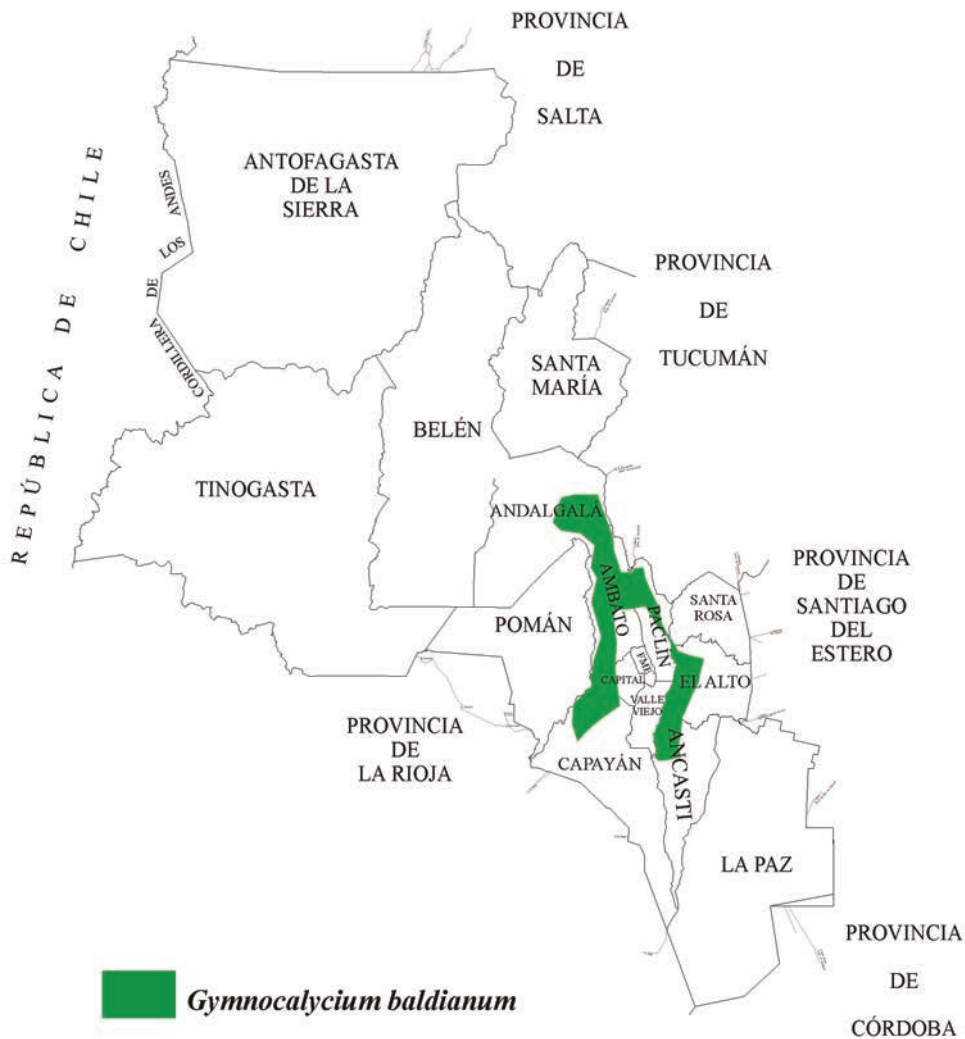 PROVINCIA
DE
SALTA
ANTOFAGASTA
DE LA
SIERRA
REPÚBLICA DE CHILE
CORDILLERA DE LOS ANDES
PROVINCIA
DE
TUCUMÁN
SANTA
MARÍA
BELÉN
TINOGASTA
ANDALGALÁ
PROVINCIA
DE
SANTIAGO
DEL
ESTERO
AMBATO
SANTA
ROSA
PACLÍN
POMÁN
FME
CAPITAL
EL ALTO
VALLE
VIEJO
PROVINCIA
DE
LA RIOJA
CAPAYÁN
ANCASTI
LA PAZ
PROVINCIA
DE
CÓRDOBA
Gymnocalycium baldianum